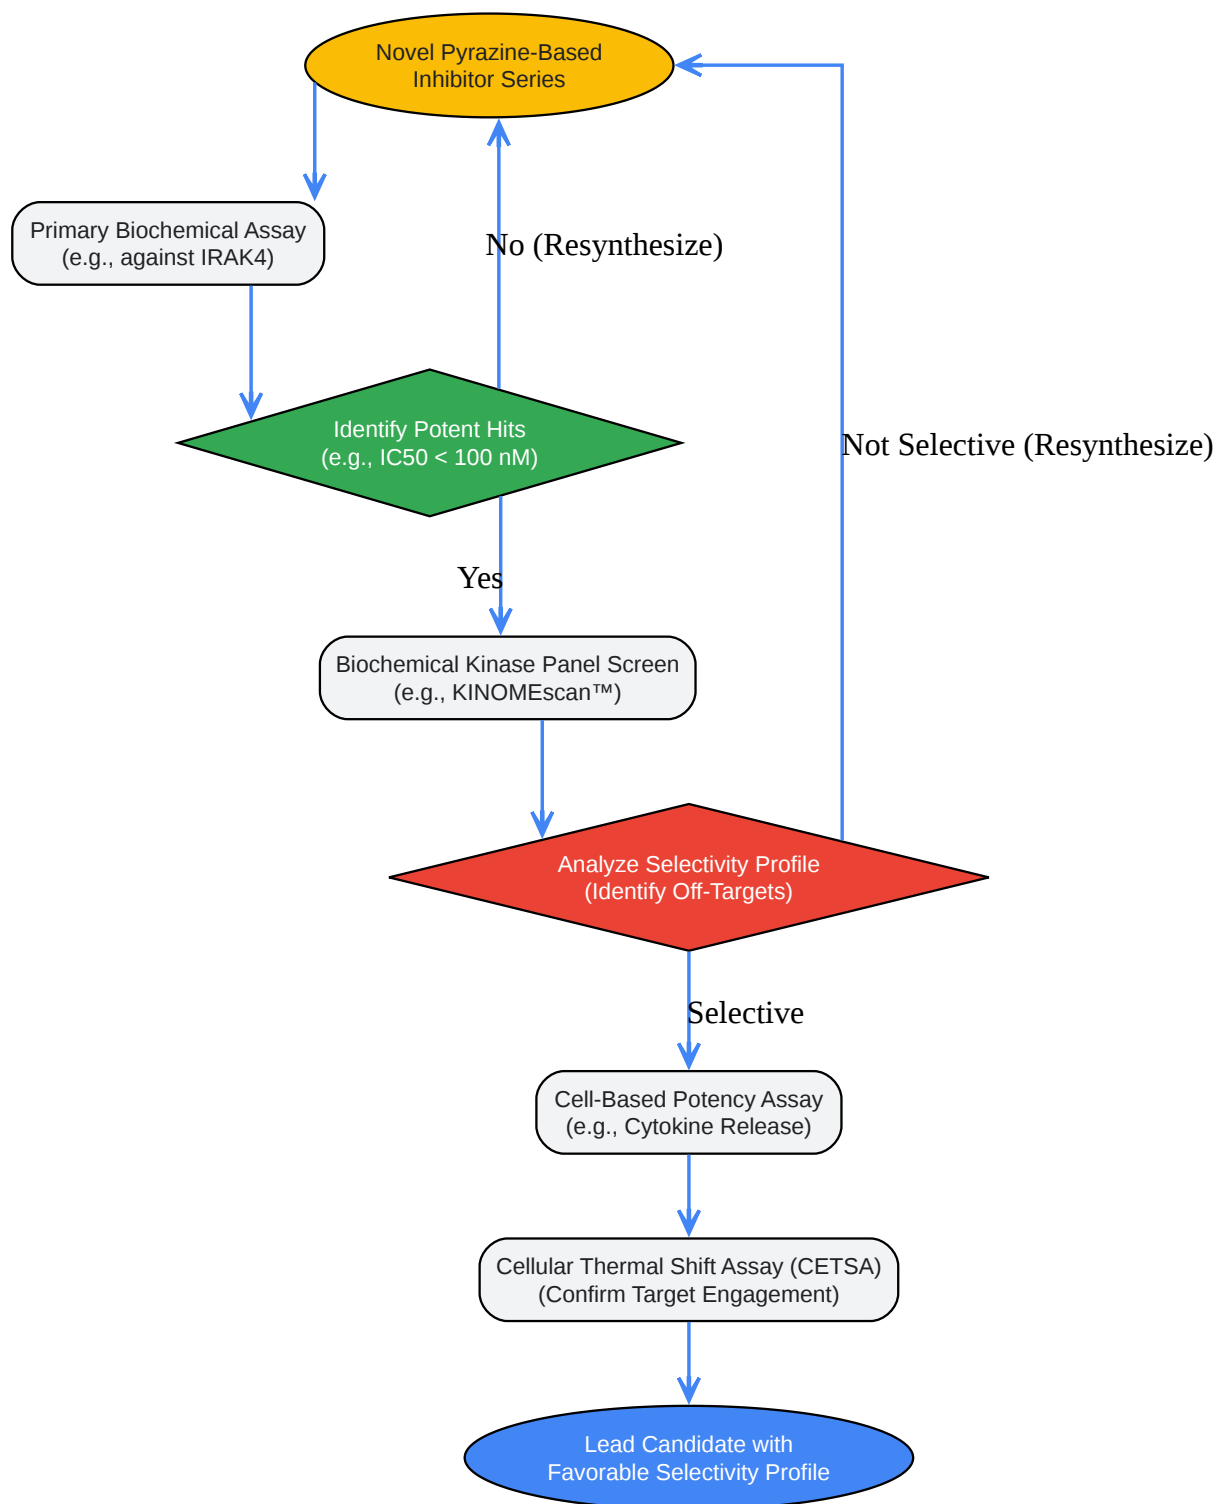 Novel Pyrazine-Based
Inhibitor Series
Primary Biochemical Assay
(e.g., against IRAK4)
No (Resynthesize)
Identify Potent Hits
(e.g., IC50 < 100 nM)
Not Selective (Resynthesize)
Yes
Biochemical Kinase Panel Screen
(e.g., KINOMEscan™)
Analyze Selectivity Profile
(Identify Off-Targets)
Selective
Cell-Based Potency Assay
(e.g., Cytokine Release)
Cellular Thermal Shift Assay (CETSA)
(Confirm Target Engagement)
Lead Candidate with
Favorable Selectivity Profile